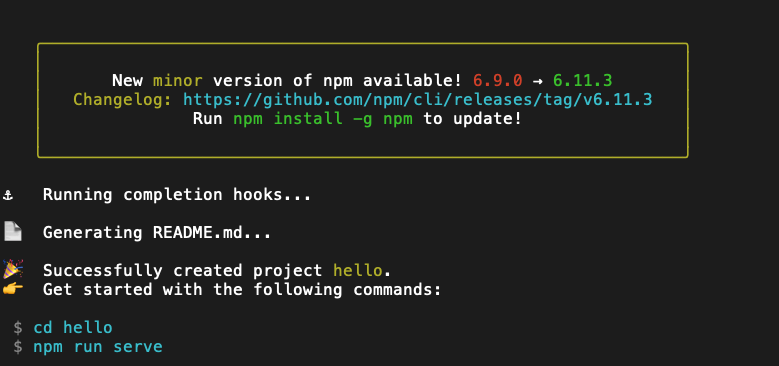 New minor version of npm available! 6.9.0 → 6.11.3
Changelog: https://github.com/npm/cli/releases/tag/v6.11.3
Run npm install -g npm to update!
⚓ Running completion hooks...
📄 Generating README.md...
🎉 Successfully created project hello.
👉 Get started with the following commands:
$ cd hello
$ npm run serve